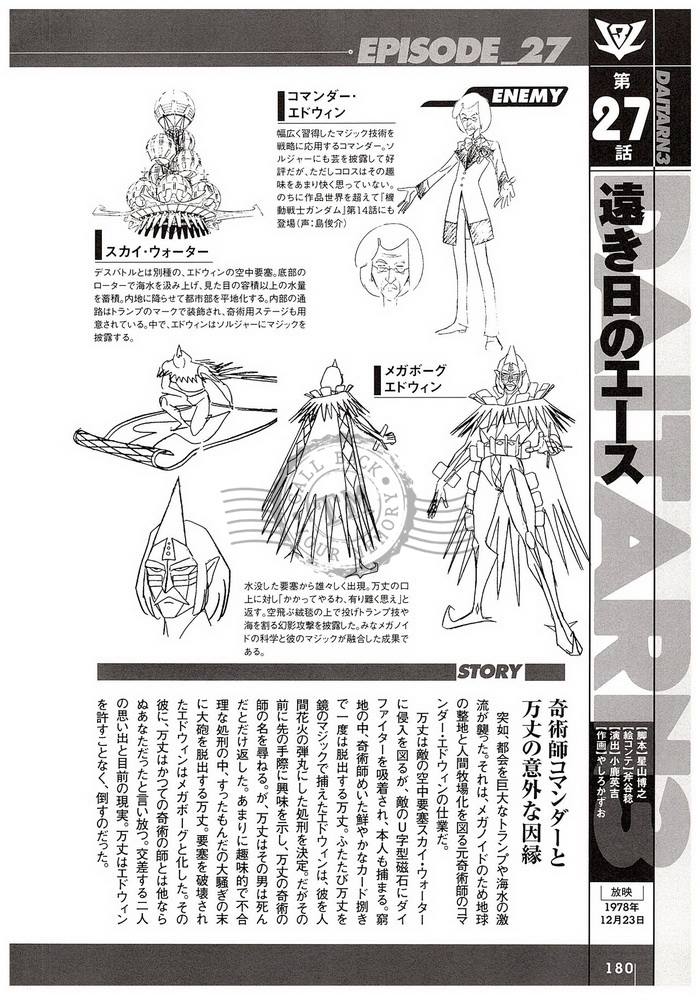 EPISODE_27
DAITARN3
第
27
話
遠き日のエース
DAITARN3
【脚本】星山博之
【絵コンテ】斧谷稔
【演出】小鹿英吉
【作画】やしろかずお
放映
1978年
12月23日
ENEMY
コマンダー・
エドウィン
幅広く習得したマジック技術を
戦略に応用するコマンダー。ソ
ルジャーにも芸を披露して好
評だが、ただしコロスはその趣
味をあまり快く思っていない。
のちに作品世界を超えて「機
動戦士ガンダム」第14話にも
登場(声:島俊介)
スカイ・ウォーター
デスバトルとは別種の、エドウィンの空中要塞。底部の
ローターで海水を汲み上げ、見た目の容積以上の水量
を蓄積。内地に降らせて都市部を平地化する。内部の通
路はトランプのマークで装飾され、奇術用ステージも用
意されている。中で、エドウィンはソルジャーにマジックを
披露する。
メガボーグ
エドウィン
CALL BACK
YOUR MEMORY
水没した要塞から雄々しく出現。万丈の口
上に対し「かかってやるわ、有り難く思え」と
返す。空飛ぶ絨毯の上で投げトランプ技や
海を割る幻影攻撃を披露した。みなメガノイ
ドの科学と彼のマジックが融合した成果で
ある。
STORY
奇術師コマンダーと
万丈の意外な因縁
突如、都会を巨大なトランプや海水の激
流が襲った。それは、メガノイドのため地球
の整地と人間牧場化を図る元奇術師のコマ
ンダー・エドウィンの仕業だ。
万丈は敵の空中要塞スカイ・ウォーター
に侵入を図るが、敵のU字型磁石にダイ
ファイターを吸着され、本人も捕まる。窮
地の中、奇術師めいた鮮やかなカード捌き
で一度は脱出する万丈。ふたたび万丈を
鏡のマジックで捕えたエドウィンは、彼を人
間花火の弾丸にした処刑を決定。だがその
前に先の手際に興味を示し、万丈の奇術の
師の名を尋ねる。が、万丈はその男は死ん
だとだけ返した。あまりに趣味的で不合
理な処刑の中、すったもんだの大騒ぎの末
に大砲を脱出する万丈。要塞を破壊され
たエドウィンはメガボーグと化した。その
彼に、万丈はかつての奇術の師とは他なら
ぬあなただったと言い放つ。交差する二人
の思い出と目前の現実。万丈はエドウィン
を許すことなく、倒すのだった。
180